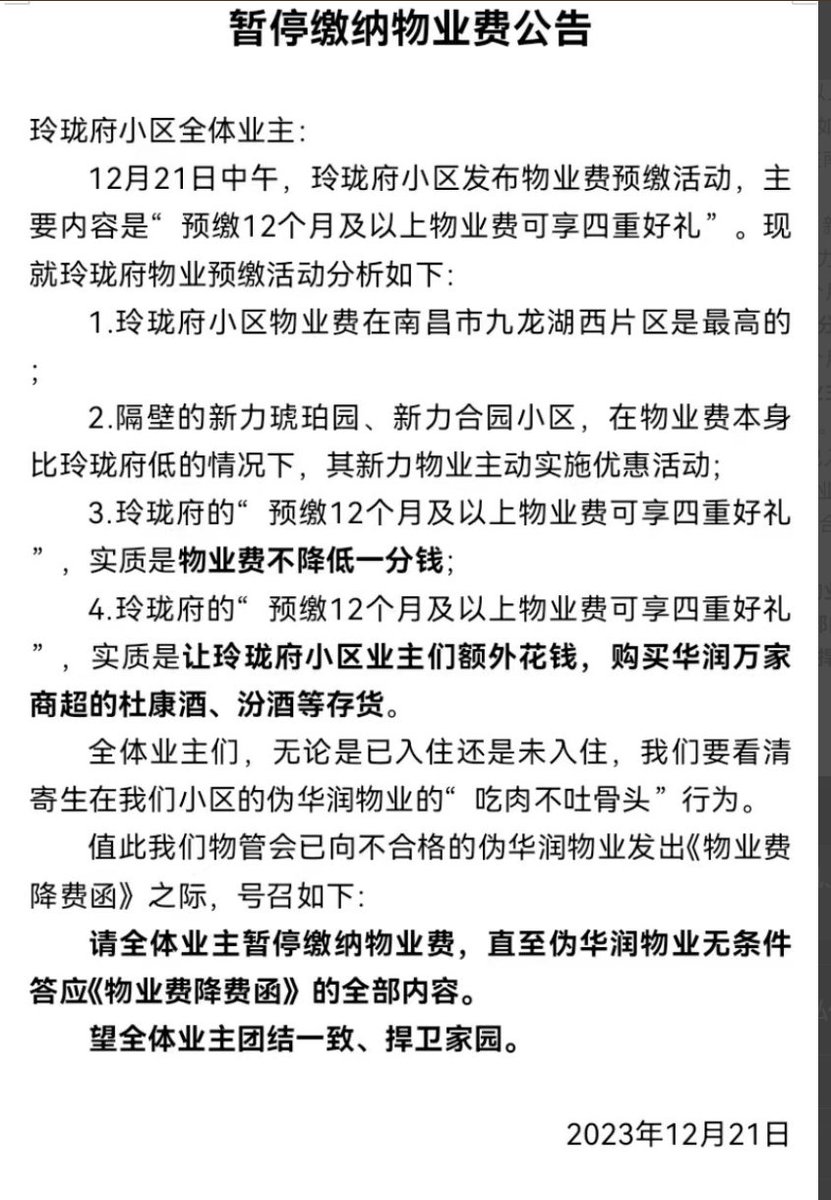 暂停缴纳物业费公告
玲珑府小区全体业主：
12月21日中午，玲珑府小区发布物业费预缴活动，主
要内容是“预缴12个月及以上物业费可享四重好礼”。现
就玲珑府物业预缴活动分析如下：
1.玲珑府小区物业费在南昌市九龙湖西片区是最高的
；
2.隔壁的新力琥珀园、新力合园小区，在物业费本身
比玲珑府低的情况下，其新力物业主动实施优惠活动；
3.玲珑府的“预缴12个月及以上物业费可享四重好礼
”，实质是物业费不降低一分钱；
4.玲珑府的“预缴12个月及以上物业费可享四重好礼
”，实质是让玲珑府小区业主们额外花钱，购买华润万家
商超的杜康酒、汾酒等存货。
全体业主们，无论是已入住还是未入住，我们要看清
寄生在我们小区的伪华润物业的“吃肉不吐骨头”行为。
值此我们物管会已向不合格的伪华润物业发出《物业费
降费函》之际，号召如下：
请全体业主暂停缴纳物业费，直至伪华润物业无条件
答应《物业费降费函》的全部内容。
望全体业主团结一致、捍卫家园。
2023年12月21日